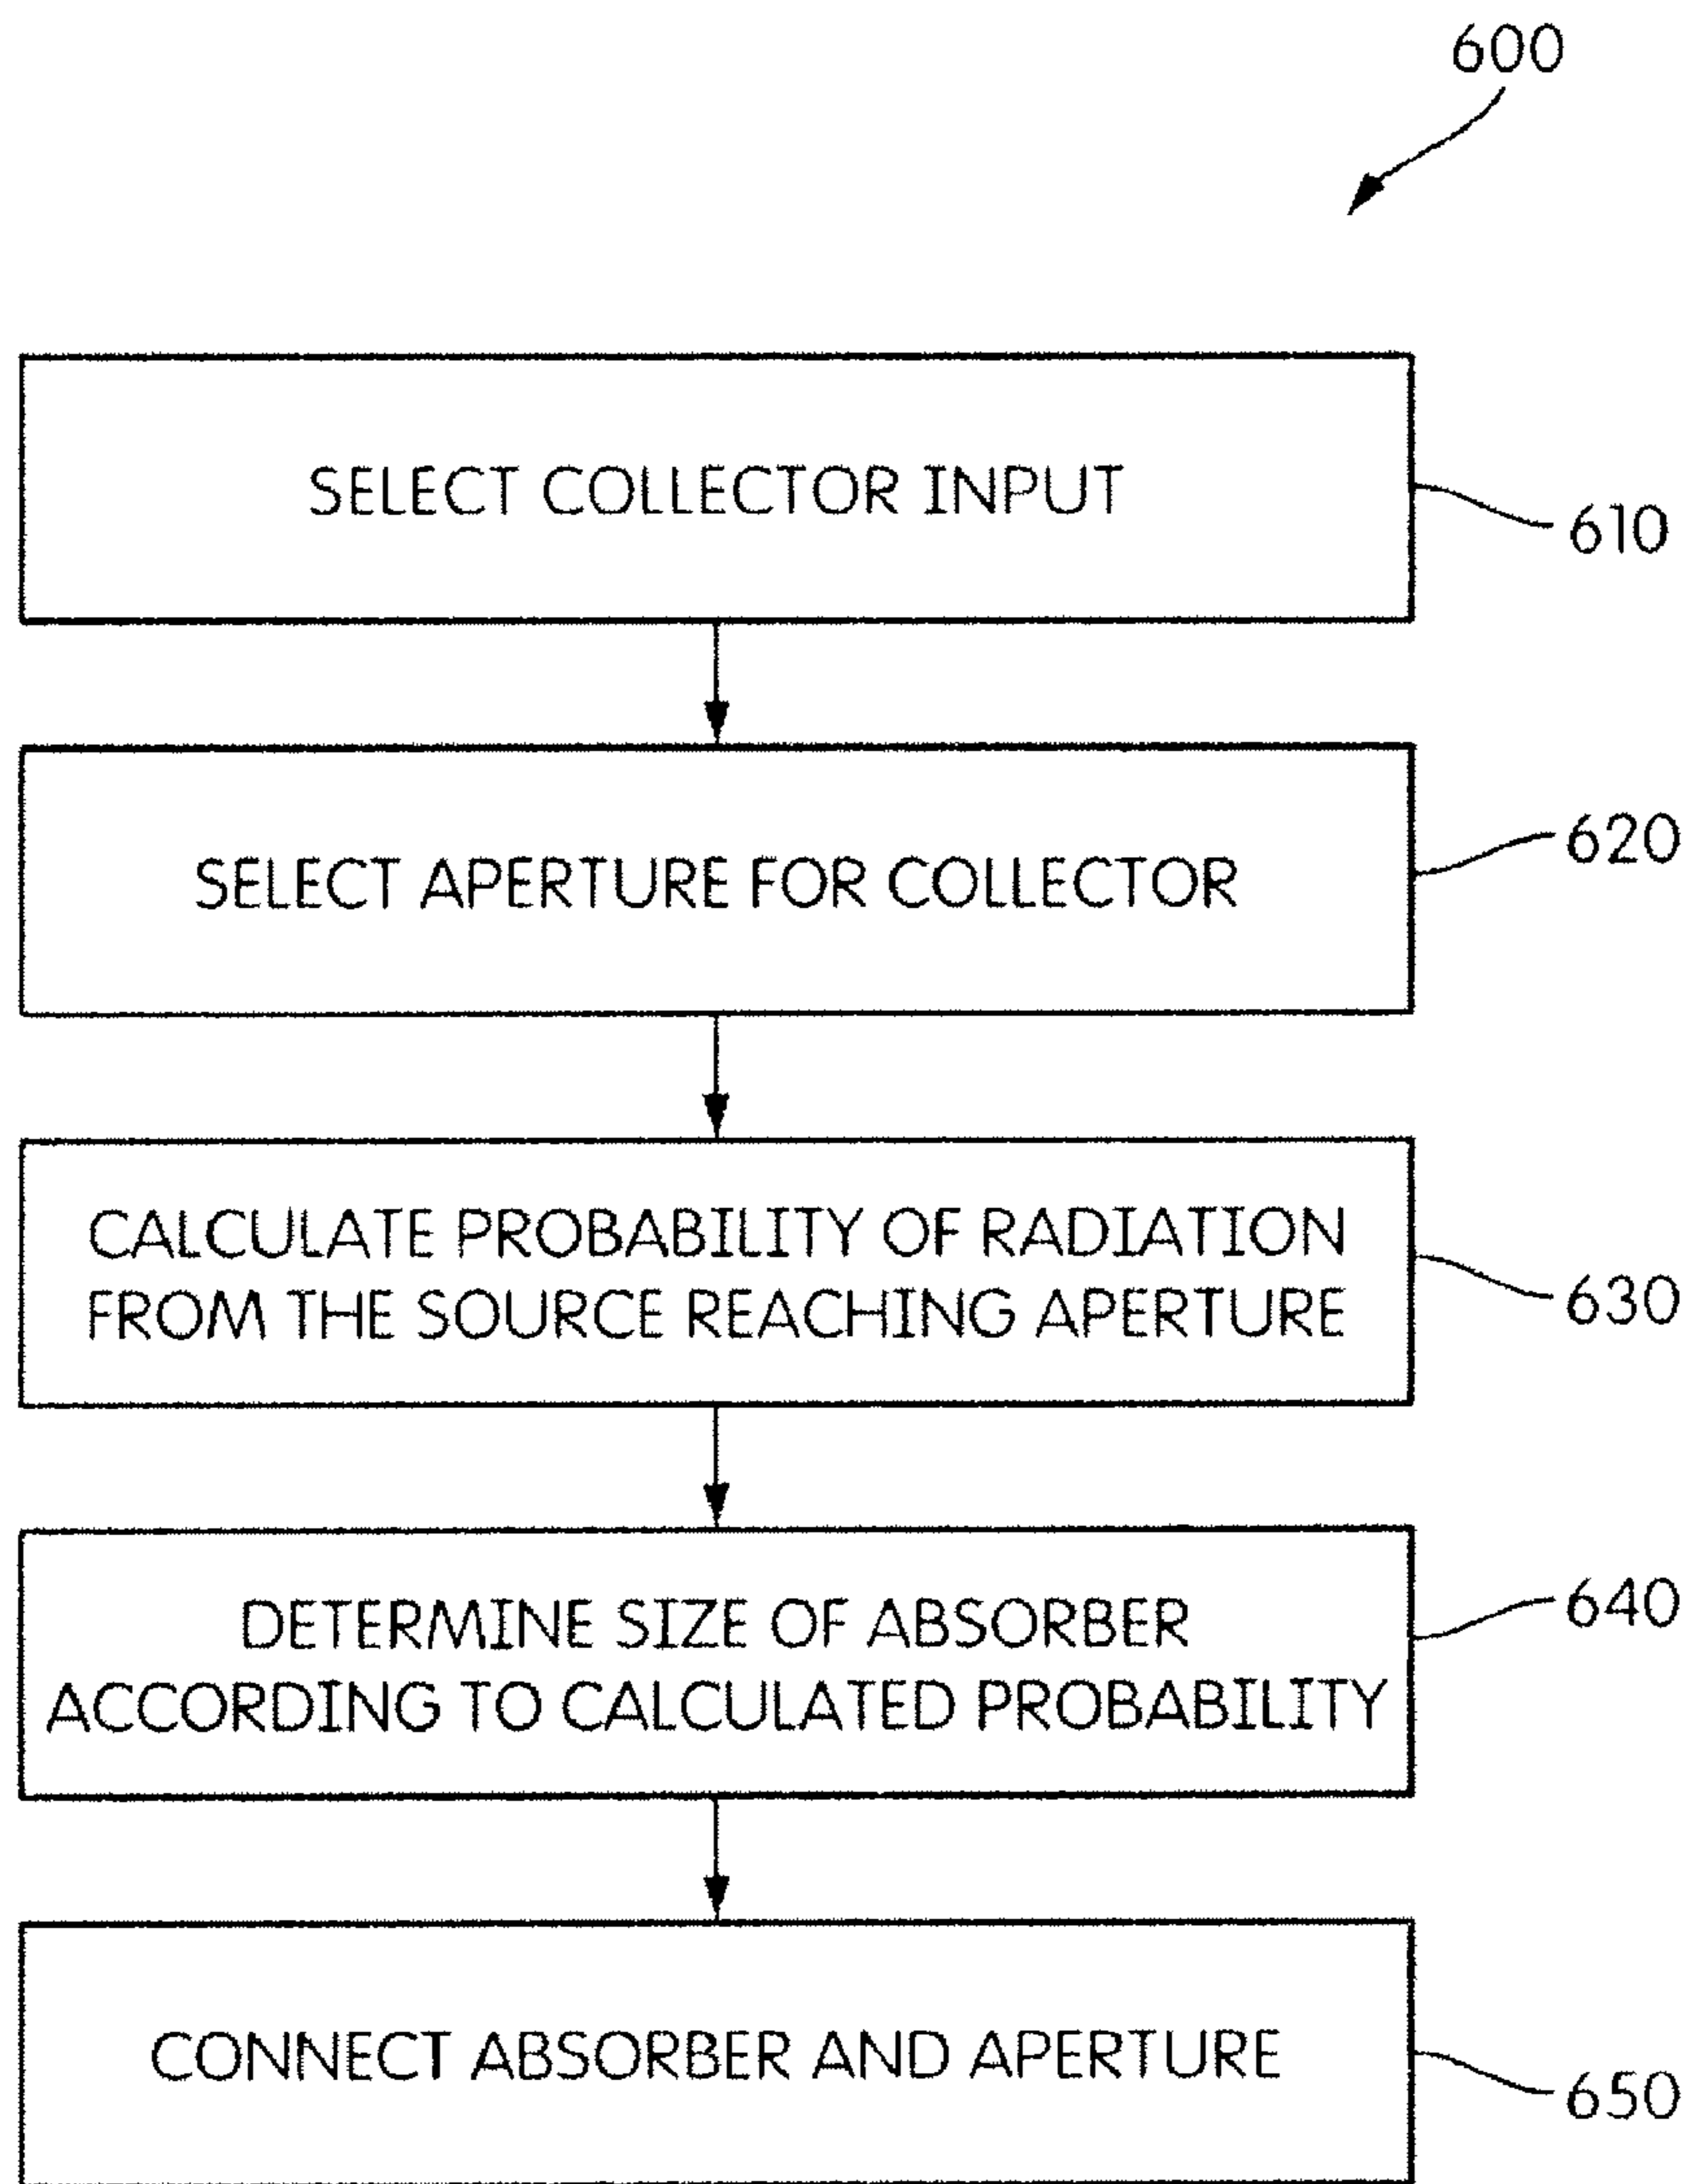 600
SELECT COLLECTOR INPUT
610
SELECT APERTURE FOR COLLECTOR
620
CALCULATE PROBABILITY OF RADIATION
FROM THE SOURCE REACHING APERTURE
630
DETERMINE SIZE OF ABSORBER
ACCORDING TO CALCULATED PROBABILITY
640
CONNECT ABSORBER AND APERTURE
650